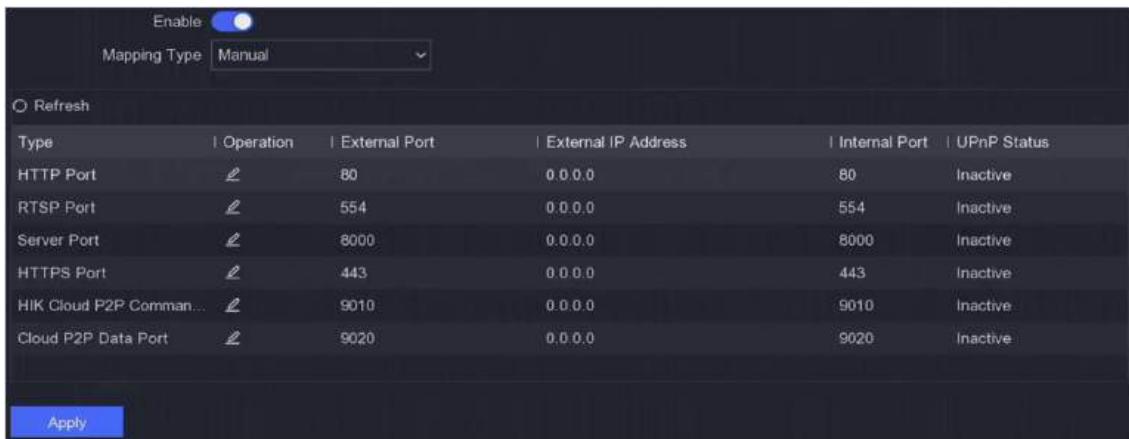 Enable
Mapping Type Manual
Refresh
Type Operation External Port External IP Address Internal Port UPnP Status
HTTP Port 80 0.0.0.0 80 Inactive
RTSP Port 554 0.0.0.0 554 Inactive
Server Port 8000 0.0.0.0 8000 Inactive
HTTPS Port 443 0.0.0.0 443 Inactive
HIK Cloud P2P Comman... 9010 0.0.0.0 9010 Inactive
Cloud P2P Data Port 9020 0.0.0.0 9020 Inactive
Apply